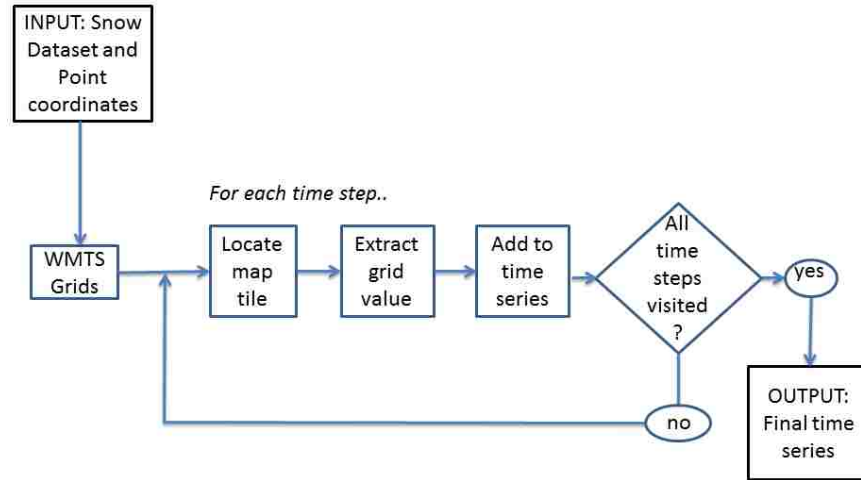 INPUT: Snow
Dataset and
Point
coordinates
For each time step..
WMTS
Grids
Locate
map
tile
Extract
grid
value
Add to
time
series
All
time
steps
visited
?
yes
no
OUTPUT:
Final time
series